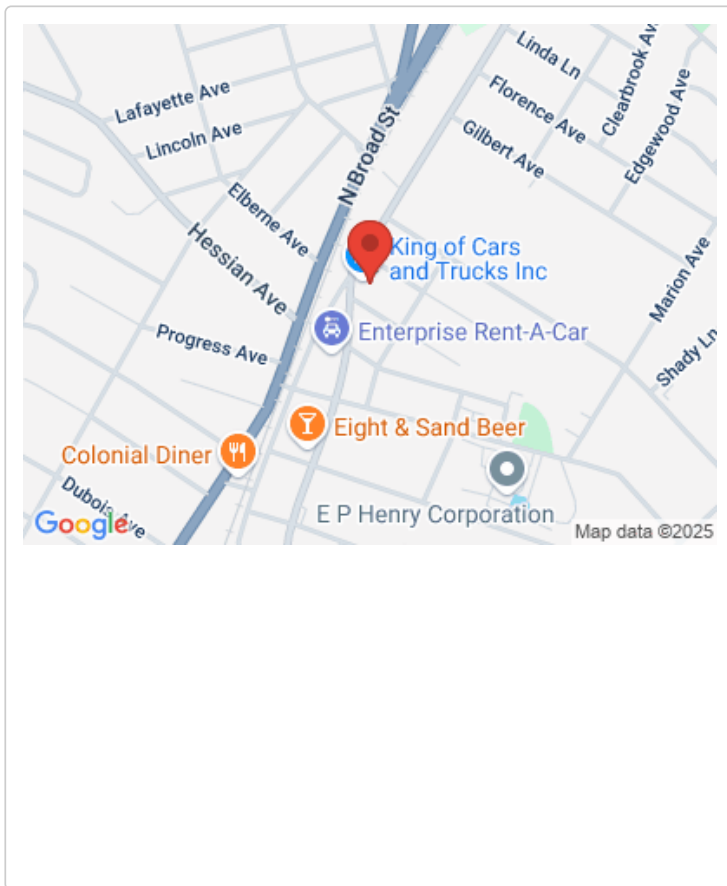 Linda Ln
Clearbrook Av
Lafayette Ave
Florence Ave
Edgewood Ave
Lincoln Ave
Gilbert Ave
N Broad St
Elberne Ave
Hessian Ave
King of Cars
and Trucks Inc
Marion Ave
Progress Ave
Enterprise Rent-A-Car
Shady Ln
Eight & Sand Beer
Colonial Diner
Dubois Ave
E P Henry Corporation
Google
Map data ©2025